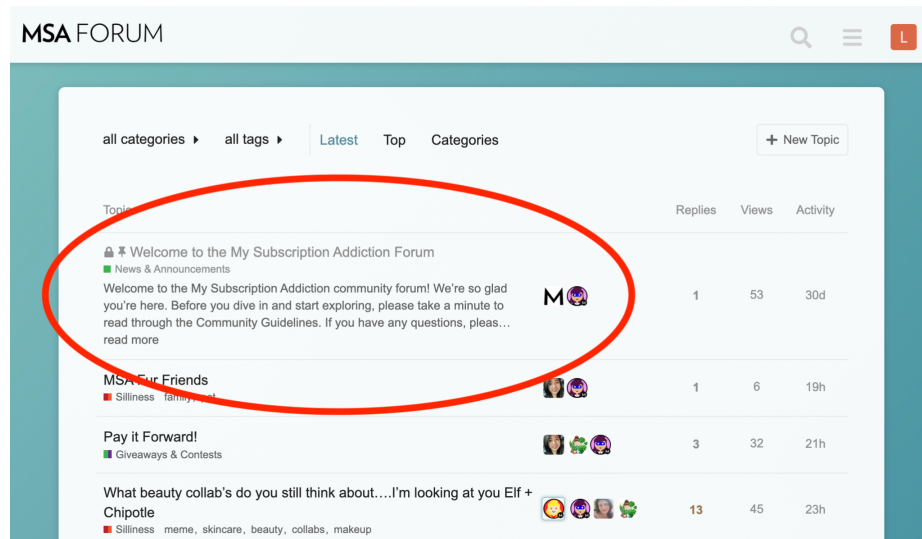 MSA FORUM
L
all categories
all tags
Latest
Top
Categories
+ New Topic
Topic
Replies
Views
Activity
Welcome to the My Subscription Addiction Forum
News & Announcements
Welcome to the My Subscription Addiction community forum! We're so glad
you're here. Before you dive in and start exploring, please take a minute to
read through the Community Guidelines. If you have any questions, pleas…
read more
M
1
53
30d
MSA Fur Friends
Silliness family,
1
6
19h
Pay it Forward!
Giveaways & Contests
3
32
21h
What beauty collab's do you still think about….I'm looking at you Elf +
Chipotle
Silliness meme, skincare, beauty, collabs, makeup
13
45
23h